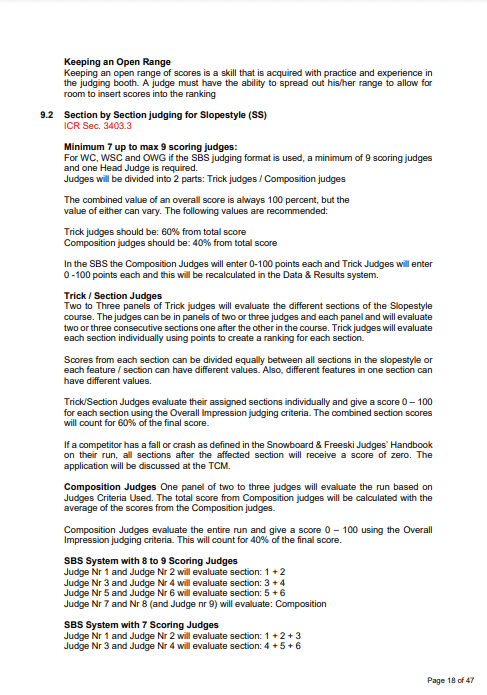 Keeping an Open Range
Keeping an open range of scores is a skill that is acquired with practice and experience in
the judging booth. A judge must have the ability to spread out his/her range to allow for
room to insert scores into the ranking
9.2 Section by Section judging for Slopestyle (SS)
ICR Sec. 3403.3
Minimum 7 up to max 9 scoring judges:
For WC, WSC and OWG if the SBS judging format is used, a minimum of 9 scoring judges
and one Head Judge is required.
Judges will be divided into 2 parts: Trick judges / Composition judges
The combined value of an overall score is always 100 percent, but the
value of either can vary. The following values are recommended:
Trick judges should be: 60% from total score
Composition judges should be: 40% from total score
In the SBS the Composition Judges will enter 0-100 points each and Trick Judges will enter
0 -100 points each and this will be recalculated in the Data & Results system.
Trick / Section Judges
Two to Three panels of Trick judges will evaluate the different sections of the Slopestyle
course. The judges can be in panels of two or three judges and each panel and will evaluate
two or three consecutive sections one after the other in the course. Trick judges will evaluate
each section individually using points to create a ranking for each section.
Scores from each section can be divided equally between all sections in the slopestyle or
each feature / section can have different values. Also, different features in one section can
have different values.
Trick/Section Judges evaluate their assigned sections individually and give a score 0 – 100
for each section using the Overall Impression judging criteria. The combined section scores
will count for 60% of the final score.
If a competitor has a fall or crash as defined in the Snowboard & Freeski Judges' Handbook
on their run, all sections after the affected section will receive a score of zero. The
application will be discussed at the TCM.
Composition Judges One panel of two to three judges will evaluate the run based on
Judges Criteria Used. The total score from Composition judges will be calculated with the
average of the scores from the Composition judges.
Composition Judges evaluate the entire run and give a score 0 – 100 using the Overall
Impression judging criteria. This will count for 40% of the final score.
SBS System with 8 to 9 Scoring Judges
Judge Nr 1 and Judge Nr 2 will evaluate section: 1 + 2
Judge Nr 3 and Judge Nr 4 will evaluate section: 3 + 4
Judge Nr 5 and Judge Nr 6 will evaluate section: 5 + 6
Judge Nr 7 and Nr 8 (and Judge nr 9) will evaluate: Composition
SBS System with 7 Scoring Judges
Judge Nr 1 and Judge Nr 2 will evaluate section: 1 + 2 + 3
Judge Nr 3 and Judge Nr 4 will evaluate section: 4 + 5 + 6
Page 18 of 47